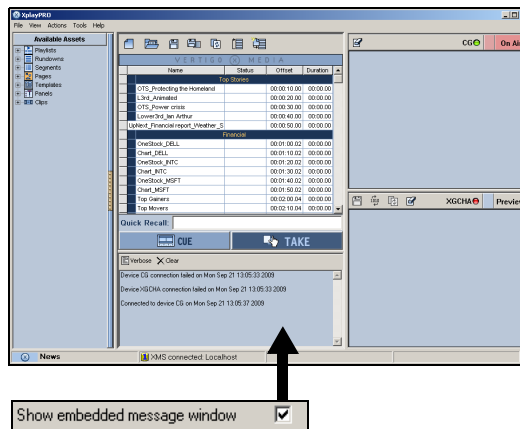 XplayPRO
File View Actions Tools Help
Available Assets
Playlists
Rundowns
Segments
Pages
Templates
Panels
Clips
VERTIGO MEDIA
Name Status Offset Duration
Top Stories
OTS_Protecting the Homeland 00:00:10.00 00:00.00
L3rd_Animated 00:00:20.00 00:00.00
OTS_Power crisis 00:00:30.00 00:00.00
Lower3rd_Ian Arthur 00:00:40.00 00:00.00
UpNext_Financial report_Weather_S 00:00:50.00 00:00.00
Financial
OneStock_DELL 00:01:00.02 00:00.00
Chart_DELL 00:01:10.02 00:00.00
OneStock_INTC 00:01:20.02 00:00.00
Chart_INTC 00:01:30.02 00:00.00
OneStock_MSFT 00:01:40.02 00:00.00
Chart_MSFT 00:01:50.02 00:00.00
Top Gainers 00:02:00.04 00:00.00
Top Movers 00:02:10.04 00:00.00
Quick Recall:
CUE TAKE
Verbose Clear
Device CG connection failed on Mon Sep 21 13:05:33 2009
Device XGCHA connection failed on Mon Sep 21 13:05:33 2009
Connected to device CG on Mon Sep 21 13:05:37 2009
CG On Air
XGCHA Preview
News XMS connected: Localhost
Show embedded message window